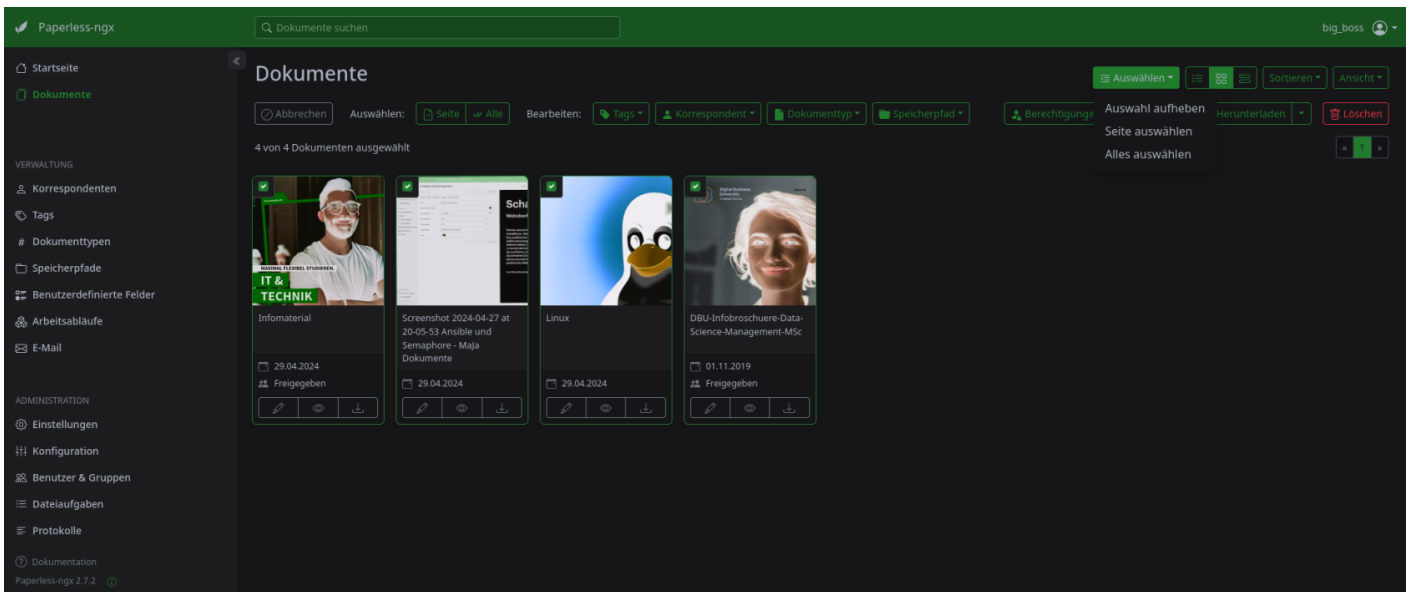 Paperless-ngx
Dokumente suchen
big_boss
Startseite
Dokumente
VERWALTUNG
Korrespondenten
Tags
# Dokumenttypen
Speicherpfade
Benutzerdefinierte Felder
Arbeitsabläufe
E-Mail
ADMINISTRATION
Einstellungen
Konfiguration
Benutzer & Gruppen
Dateiaufgaben
Protokolle
Dokumentation
Paperless-ngx 2.7.2
Dokumente
Auswählen
Sortieren
Ansicht
Abbrechen
Auswählen:
Seite
Alle
Bearbeiten:
Tags
Korrespondent
Dokumenttyp
Speicherpfad
Berechtigunge
Herunterladen
Löschen
Auswahl aufheben
Seite auswählen
Alles auswählen
4 von 4 Dokumenten ausgewählt
« 1 »
MAXIMAL FLEXIBEL STUDIEREN.
IT &
TECHNIK
Infomaterial
29.04.2024
Freigegeben
Scha
Screenshot 2024-04-27 at
20-05-53 Ansible und
Semaphore - MaJa
Dokumente
29.04.2024
Linux
29.04.2024
Digital Business
University
DBU-Infobroschuere-Data-
Science-Management-MSc
01.11.2019
Freigegeben